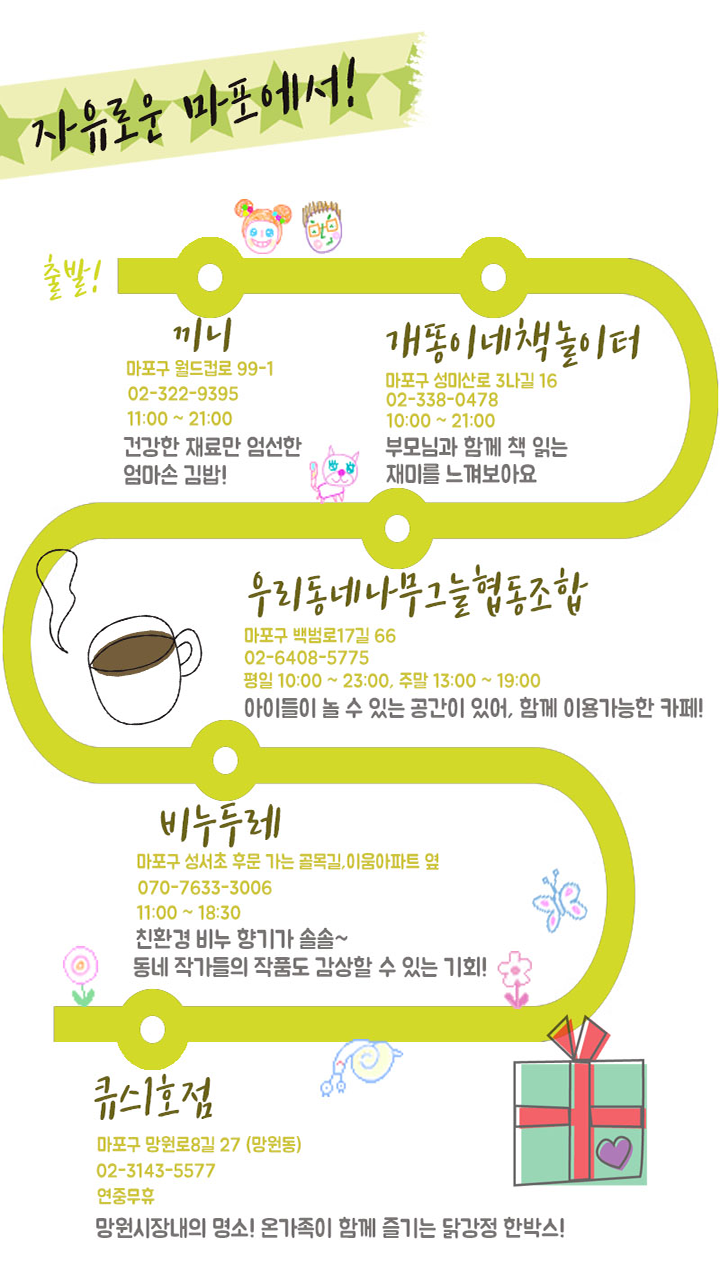 자유로운 마포에서!
출발!
끼니
마포구 월드컵로 99-1
02-322-9395
11:00 ~ 21:00
건강한 재료만 엄선한
엄마손 김밥!
개똥이네책놀이터
마포구 성미산로 3나길 16
02-338-0478
10:00 ~ 21:00
부모님과 함께 책 읽는
재미를 느껴보아요
우리동네나무그늘협동조합
마포구 백범로17길 66
02-6408-5775
평일 10:00 ~ 23:00, 주말 13:00 ~ 19:00
아이들이 놀 수 있는 공간이 있어, 함께 이용가능한 카페!
비누두레
마포구 성서초 후문 가는 골목길,이움아파트 옆
070-7633-3006
11:00 ~ 18:30
친환경 비누 향기가 솔솔~
동네 작가들의 작품도 감상할 수 있는 기회!
큐스1호점
마포구 망원로8길 27 (망원동)
02-3143-5577
연중무휴
망원시장내의 명소! 온가족이 함께 즐기는 닭강정 한박스!